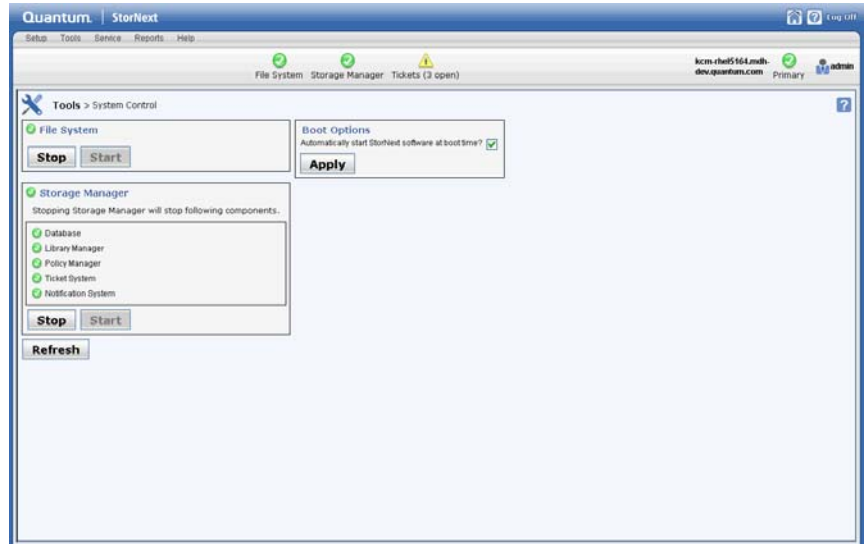 Quantum. StorNext
Log Off
Setup Tools Service Reports Help
File System Storage Manager Tickets (3 open)
kcm-rhel5164.mdh-dev.quantum.com Primary admin
Tools > System Control
File System
Stop Start
Boot Options
Automatically start StorNext software at boot time?
Apply
Storage Manager
Stopping Storage Manager will stop following components.
Database
Library Manager
Policy Manager
Ticket System
Notification System
Stop Start
Refresh